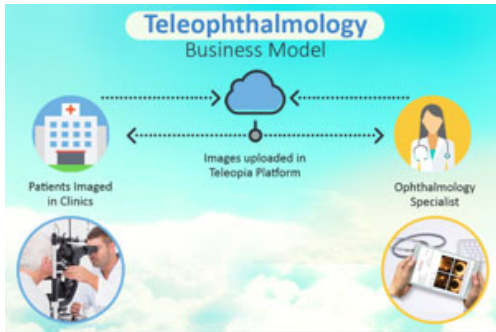 Teleophthalmology
Business Model
Images uploaded in
Teleopia Platform
Patients Imaged
in Clinics
Ophthalmology
Specialist